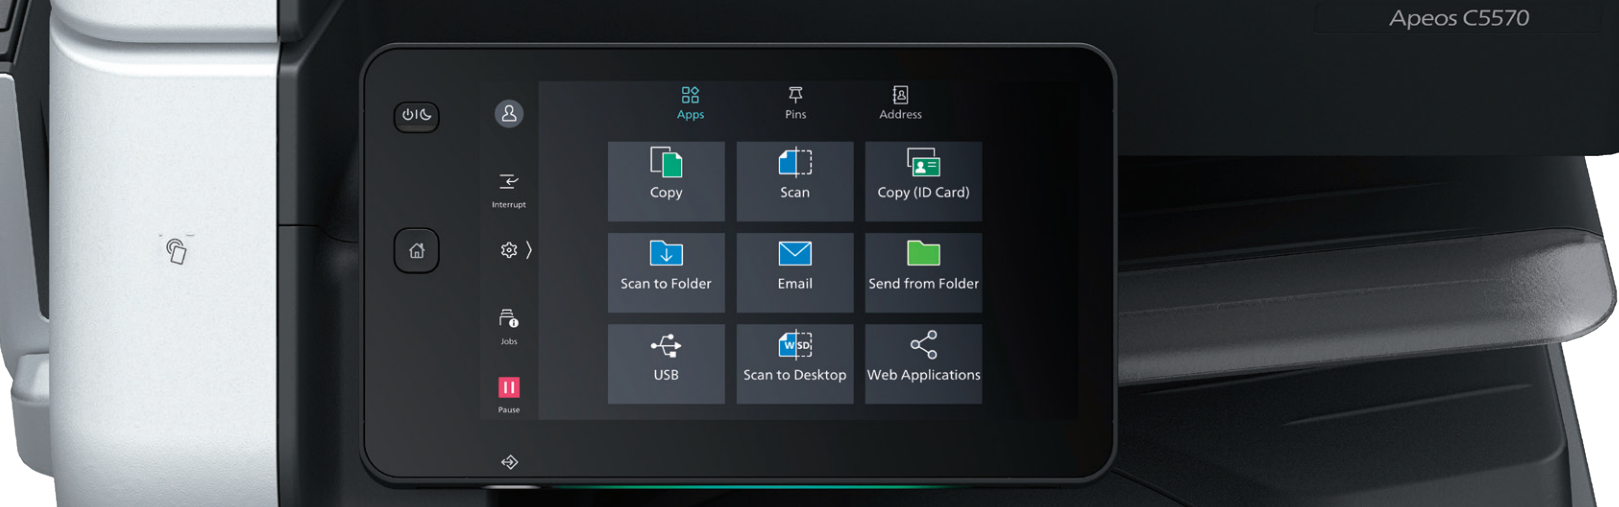 Apeos C5570
Apps
Pins
Address
Interrupt
Copy
Scan
Copy (ID Card)
Scan to Folder
Email
Send from Folder
Jobs
USB
WSD
Scan to Desktop
Web Applications
Pause